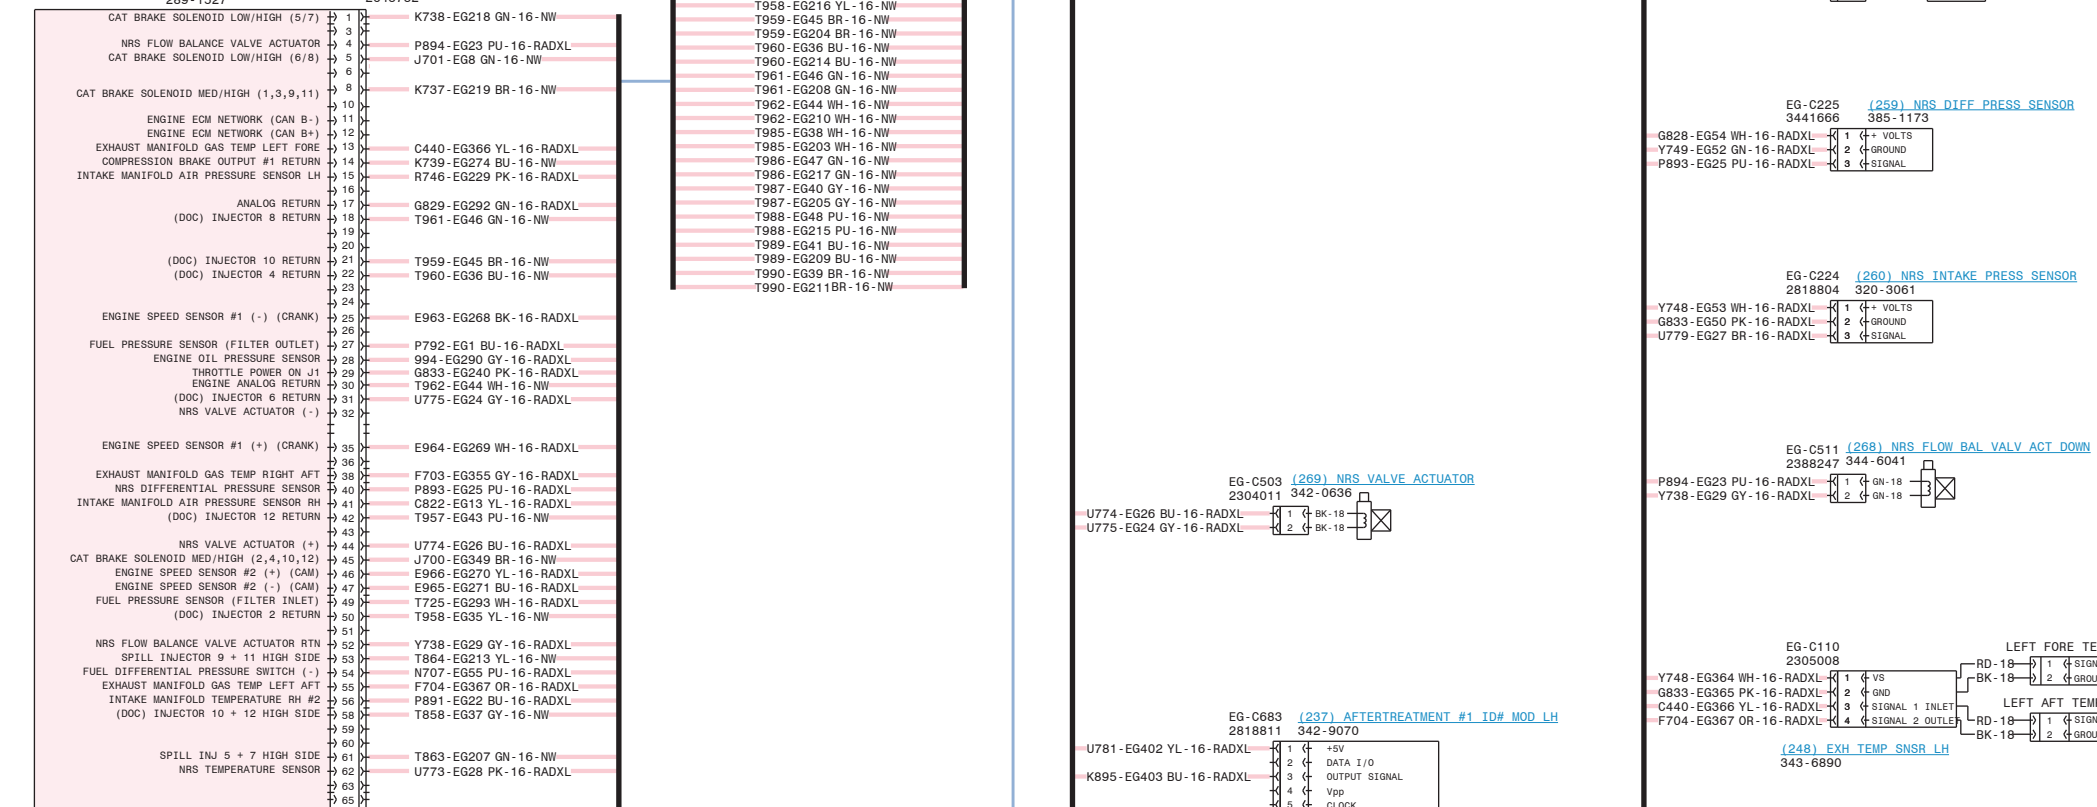 CAT BRAKE SOLENOID LOW/HIGH (5/7) 1 K738-EG218 GN-16-NW
3
NRS FLOW BALANCE VALVE ACTUATOR 4 P894-EG23 PU-16-RADXL
CAT BRAKE SOLENOID LOW/HIGH (6/8) 5 J701-EG8 GN-16-NW
6
CAT BRAKE SOLENOID MED/HIGH (1,3,9,11) 8 K737-EG219 BR-16-NW
10
ENGINE ECM NETWORK (CAN B-) 11
ENGINE ECM NETWORK (CAN B+) 12
EXHAUST MANIFOLD GAS TEMP LEFT FORE 13 C440-EG366 YL-16-RADXL
COMPRESSION BRAKE OUTPUT #1 RETURN 14 K739-EG274 BU-16-NW
INTAKE MANIFOLD AIR PRESSURE SENSOR LH 15 R746-EG229 PK-16-RADXL
16
ANALOG RETURN 17 G829-EG292 GN-16-RADXL
(DOC) INJECTOR 8 RETURN 18 T961-EG46 GN-16-NW
19
20
(DOC) INJECTOR 10 RETURN 21 T959-EG45 BR-16-NW
(DOC) INJECTOR 4 RETURN 22 T960-EG36 BU-16-NW
23
24
ENGINE SPEED SENSOR #1 (-) (CRANK) 25 E963-EG268 BK-16-RADXL
26
FUEL PRESSURE SENSOR (FILTER OUTLET) 27 P792-EG1 BU-16-RADXL
ENGINE OIL PRESSURE SENSOR 28 994-EG290 GY-16-RADXL
THROTTLE POWER ON J1 29 G833-EG240 PK-16-RADXL
ENGINE ANALOG RETURN 30 T962-EG44 WH-16-NW
(DOC) INJECTOR 6 RETURN 31 U775-EG24 GY-16-RADXL
NRS VALVE ACTUATOR (-) 32
ENGINE SPEED SENSOR #1 (+) (CRANK) 35 E964-EG269 WH-16-RADXL
36
EXHAUST MANIFOLD GAS TEMP RIGHT AFT 38 F703-EG355 GY-16-RADXL
NRS DIFFERENTIAL PRESSURE SENSOR 40 P893-EG25 PU-16-RADXL
INTAKE MANIFOLD AIR PRESSURE SENSOR RH 41 C822-EG13 YL-16-RADXL
(DOC) INJECTOR 12 RETURN 42 T957-EG43 PU-16-NW
43
NRS VALVE ACTUATOR (+) 44 U774-EG26 BU-16-RADXL
CAT BRAKE SOLENOID MED/HIGH (2,4,10,12) 45 J700-EG349 BR-16-NW
ENGINE SPEED SENSOR #2 (+) (CAM) 46 E966-EG270 YL-16-RADXL
ENGINE SPEED SENSOR #2 (-) (CAM) 47 E965-EG271 BU-16-RADXL
FUEL PRESSURE SENSOR (FILTER INLET) 49 T725-EG293 WH-16-RADXL
(DOC) INJECTOR 2 RETURN 50 T958-EG35 YL-16-NW
51
NRS FLOW BALANCE VALVE ACTUATOR RTN 52 Y738-EG29 GY-16-RADXL
SPILL INJECTOR 9 + 11 HIGH SIDE 53 T864-EG213 YL-16-NW
FUEL DIFFERENTIAL PRESSURE SWITCH (-) 54 N707-EG55 PU-16-RADXL
EXHAUST MANIFOLD GAS TEMP LEFT AFT 55 F704-EG367 OR-16-RADXL
INTAKE MANIFOLD TEMPERATURE RH #2 56 P891-EG22 BU-16-RADXL
(DOC) INJECTOR 10 + 12 HIGH SIDE 58 T858-EG37 GY-16-NW
59
60
SPILL INJ 5 + 7 HIGH SIDE 61 T863-EG207 GN-16-NW
NRS TEMPERATURE SENSOR 62 U773-EG28 PK-16-RADXL
63
65
T958-EG216 YL-16-NW
T959-EG45 BR-16-NW
T959-EG204 BR-16-NW
T960-EG36 BU-16-NW
T960-EG214 BU-16-NW
T961-EG46 GN-16-NW
T961-EG208 GN-16-NW
T962-EG44 WH-16-NW
T962-EG210 WH-16-NW
T985-EG38 WH-16-NW
T985-EG203 WH-16-NW
T986-EG47 GN-16-NW
T986-EG217 GN-16-NW
T987-EG40 GY-16-NW
T987-EG205 GY-16-NW
T988-EG48 PU-16-NW
T988-EG215 PU-16-NW
T989-EG41 BU-16-NW
T989-EG209 BU-16-NW
T990-EG39 BR-16-NW
T990-EG211BR-16-NW
EG-C503 (269) NRS VALVE ACTUATOR
2304011 342-0636
U774-EG26 BU-16-RADXL 1 BK-18
U775-EG24 GY-16-RADXL 2 BK-18
EG-C683 (237) AFTERTREATMENT #1 ID# MOD LH
2818811 342-9070
U781-EG402 YL-16-RADXL 1 +5V
2 DATA I/O
K895-EG403 BU-16-RADXL 3 OUTPUT SIGNAL
4 Vpp
5 CLOCK
EG-C225 (259) NRS DIFF PRESS SENSOR
3441666 385-1173
G828-EG54 WH-16-RADXL 1 + VOLTS
Y749-EG52 GN-16-RADXL 2 GROUND
P893-EG25 PU-16-RADXL 3 SIGNAL
EG-C224 (260) NRS INTAKE PRESS SENSOR
2818804 320-3061
Y748-EG53 WH-16-RADXL 1 + VOLTS
G833-EG50 PK-16-RADXL 2 GROUND
U779-EG27 BR-16-RADXL 3 SIGNAL
EG-C511 (268) NRS FLOW BAL VALV ACT DOWN
2388247 344-6041
P894-EG23 PU-16-RADXL 1 GN-18
Y738-EG29 GY-16-RADXL 2 GN-18
EG-C110 LEFT FORE TE
2305008
RD-18 1 SIGN
BK-18 2 GROU
Y748-EG364 WH-16-RADXL 1 VS
G833-EG365 PK-16-RADXL 2 GND
C440-EG366 YL-16-RADXL 3 SIGNAL 1 INLET
F704-EG367 OR-16-RADXL 4 SIGNAL 2 OUTLET
LEFT AFT TEM
RD-18 1 SIGN
BK-18 2 GROU
(248) EXH TEMP SNSR LH
343-6890